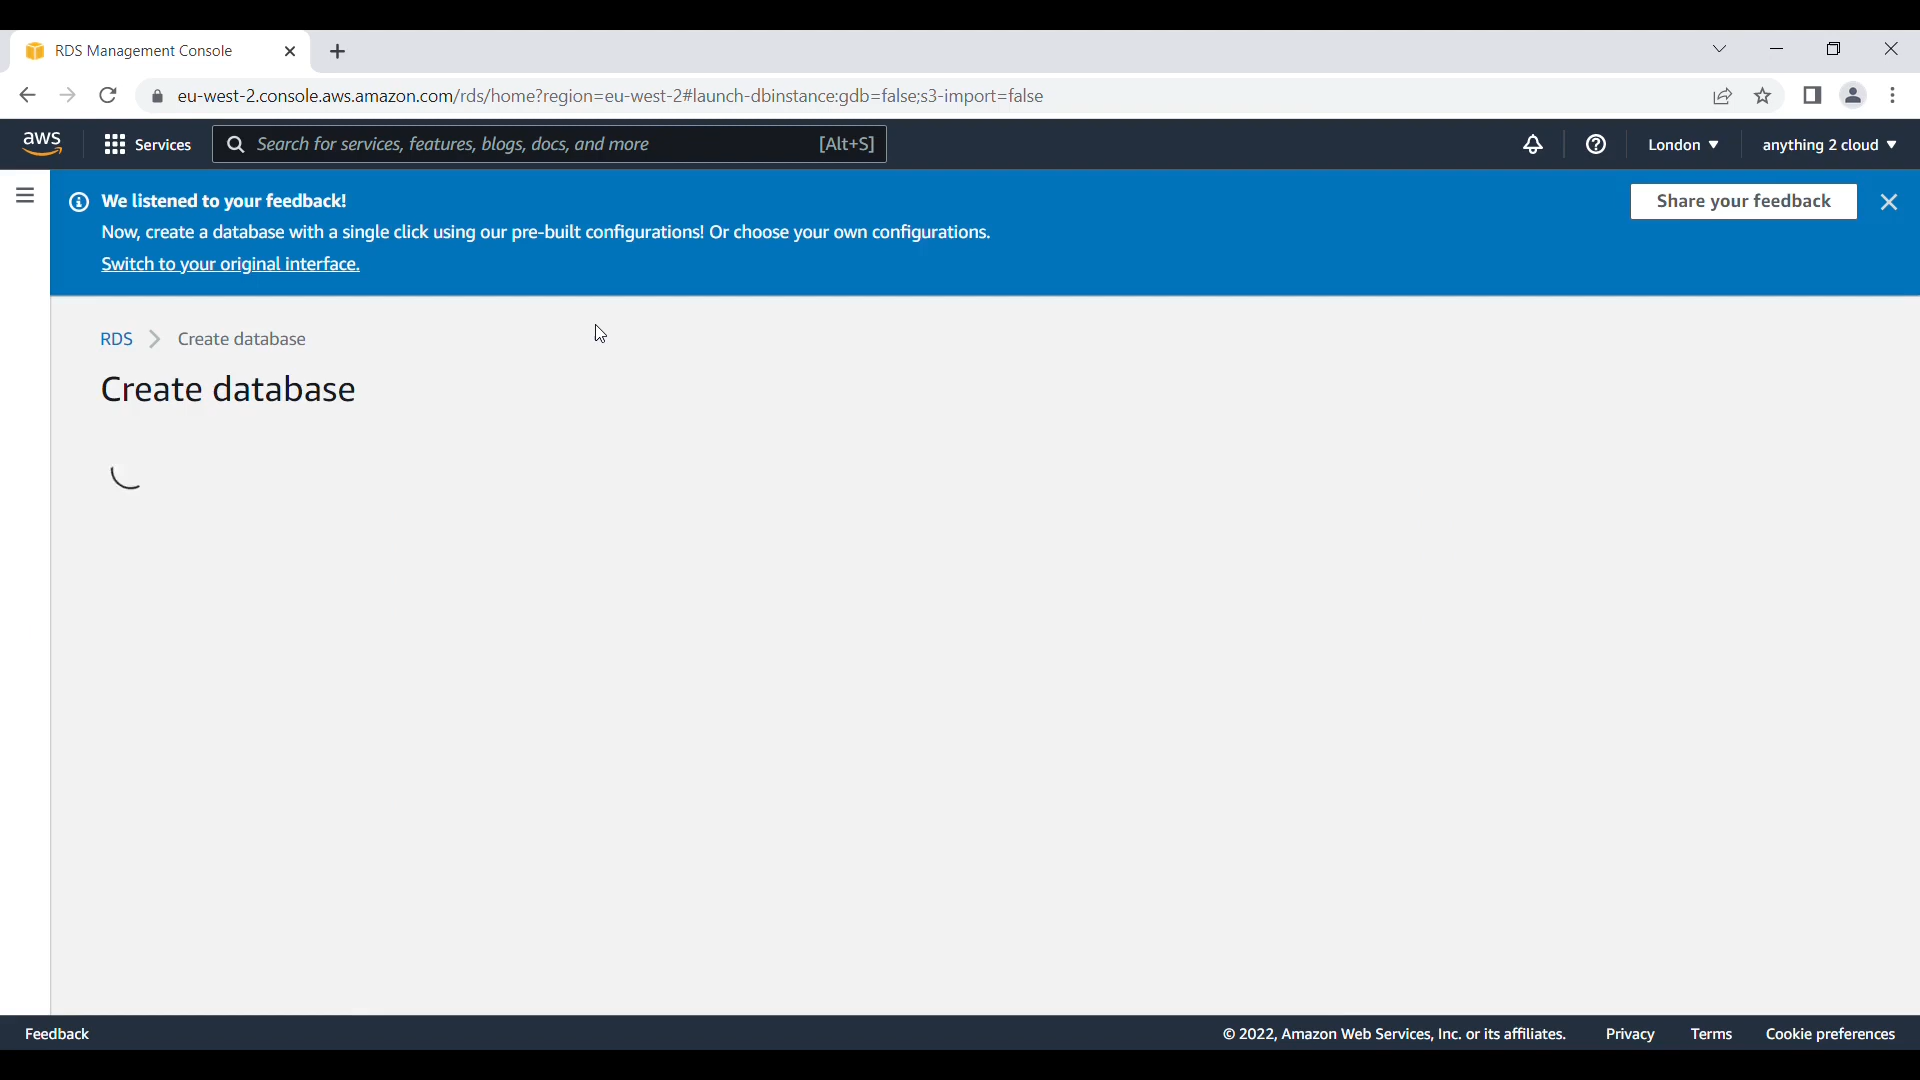 RDS Management Console
eu-west-2.console.aws.amazon.com/rds/home?region=eu-west-2#launch-dbinstance:gdb=false;s3-import=false
aws
Services
Search for services, features, blogs, docs, and more
[Alt+S]
London
anything 2 cloud
We listened to your feedback!
Share your feedback
Now, create a database with a single click using our pre-built configurations! Or choose your own configurations.
Switch to your original interface.
RDS
Create database
Create database
Feedback
© 2022, Amazon Web Services, Inc. or its affiliates.
Privacy
Terms
Cookie preferences